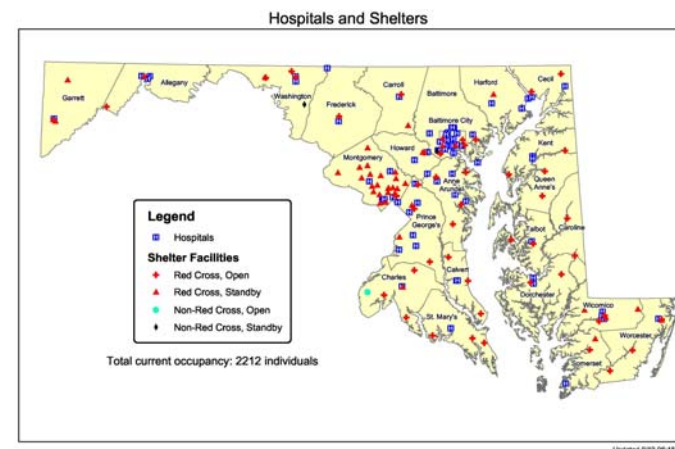 Hospitals and Shelters
Garrett
Allegany
Washington
Frederick
Carroll
Baltimore
Harford
Cecil
Baltimore City
Howard
Montgomery
Kent
Anne
Arundel
Queen
Anne's
Prince
George's
Talbot
Caroline
Calvert
Charles
Dorchester
St. Mary's
Wicomico
Worcester
Somerset
Legend
Hospitals
Shelter Facilities
Red Cross, Open
Red Cross, Standby
Non-Red Cross, Open
Non-Red Cross, Standby
Total current occupancy: 2212 individuals